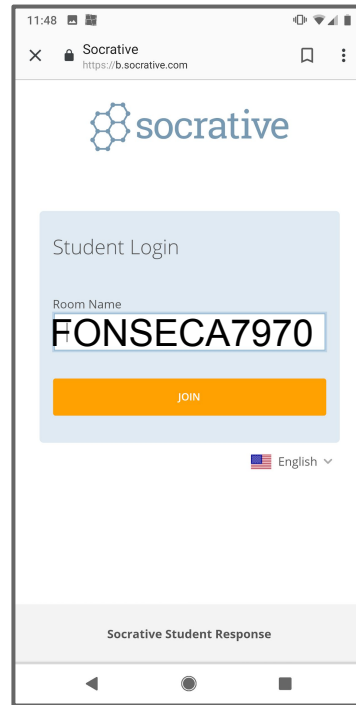 11:48
Socrative
https://b.socrative.com
socrative
Student Login
Room Name
FONSECA7970
JOIN
English
Socrative Student Response